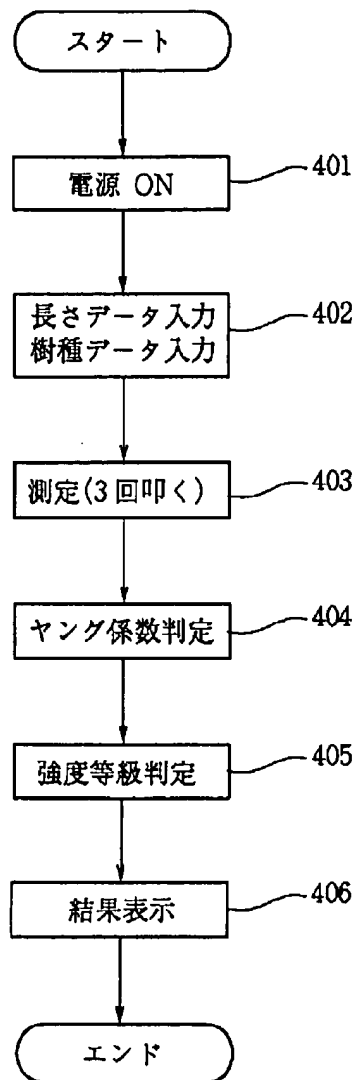 スタート
電源 ON
401
長さデータ入力
樹種データ入力
402
測定(3回叩く)
403
ヤング係数判定
404
強度等級判定
405
結果表示
406
エンド